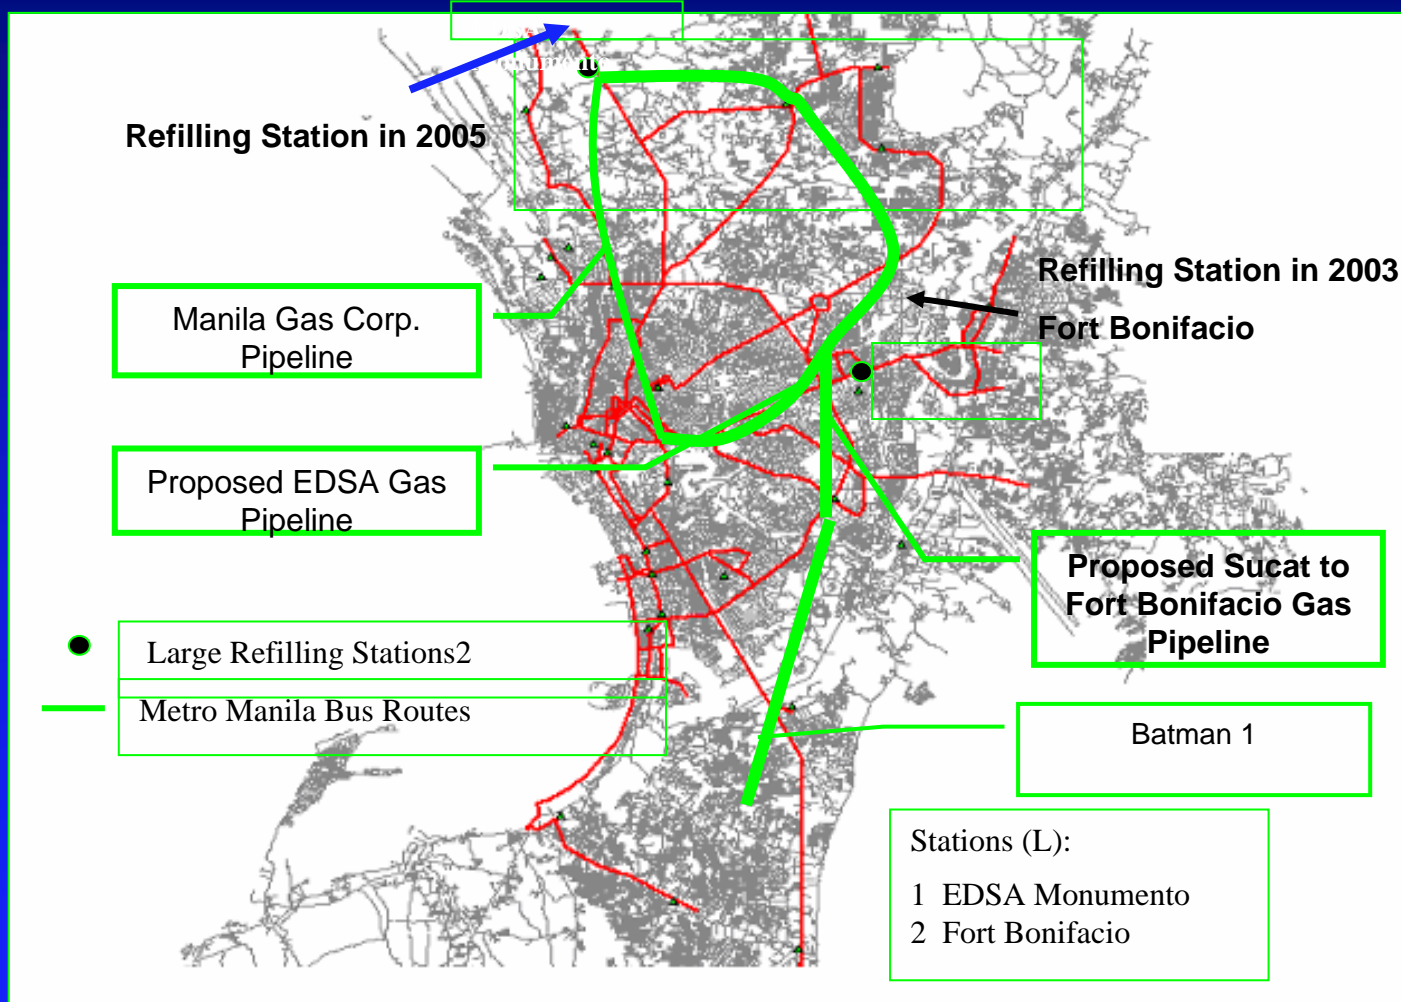 Monumento
Refilling Station in 2005
Refilling Station in 2003
Fort Bonifacio
Manila Gas Corp.
Pipeline
Proposed EDSA Gas
Pipeline
Proposed Sucat to
Fort Bonifacio Gas
Pipeline
Large Refilling Stations2
Metro Manila Bus Routes
Batman 1
Stations (L):
1 EDSA Monumento
2 Fort Bonifacio